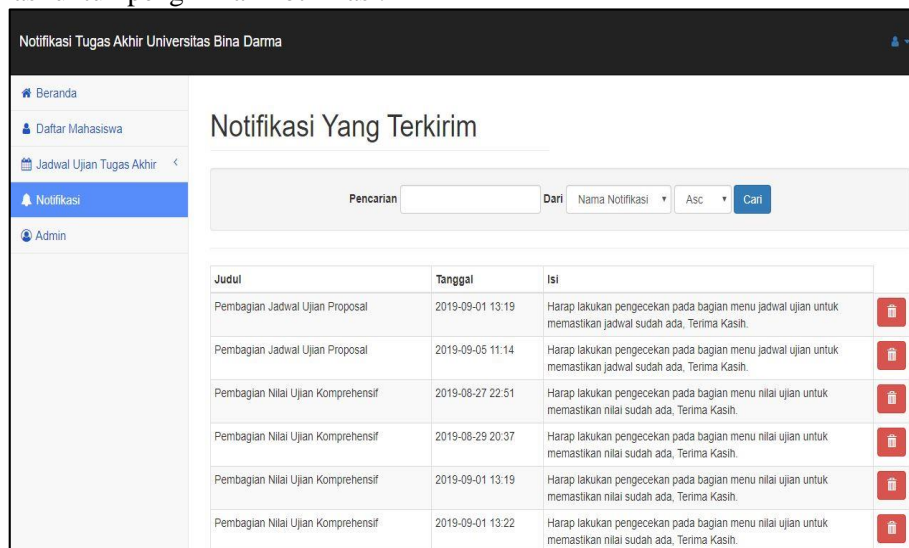 Notifikasi Tugas Akhir Universitas Bina Darma
Beranda
Daftar Mahasiswa
Jadwal Ujian Tugas Akhir
Notifikasi
Admin
Notifikasi Yang Terkirim
Pencarian Dari Nama Notifikasi Asc Cari
Judul Tanggal Isi
Pembagian Jadwal Ujian Proposal 2019-09-01 13:19 Harap lakukan pengecekan pada bagian menu jadwal ujian untuk
memastikan jadwal sudah ada, Terima Kasih.
Pembagian Jadwal Ujian Proposal 2019-09-05 11:14 Harap lakukan pengecekan pada bagian menu jadwal ujian untuk
memastikan jadwal sudah ada, Terima Kasih.
Pembagian Nilai Ujian Komprehensif 2019-08-27 22:51 Harap lakukan pengecekan pada bagian menu nilai ujian untuk
memastikan nilai sudah ada, Terima Kasih.
Pembagian Nilai Ujian Komprehensif 2019-08-29 20:37 Harap lakukan pengecekan pada bagian menu nilai ujian untuk
memastikan nilai sudah ada, Terima Kasih.
Pembagian Nilai Ujian Komprehensif 2019-09-01 13:19 Harap lakukan pengecekan pada bagian menu nilai ujian untuk
memastikan nilai sudah ada, Terima Kasih.
Pembagian Nilai Ujian Komprehensif 2019-09-01 13:22 Harap lakukan pengecekan pada bagian menu nilai ujian untuk
memastikan nilai sudah ada, Terima Kasih.